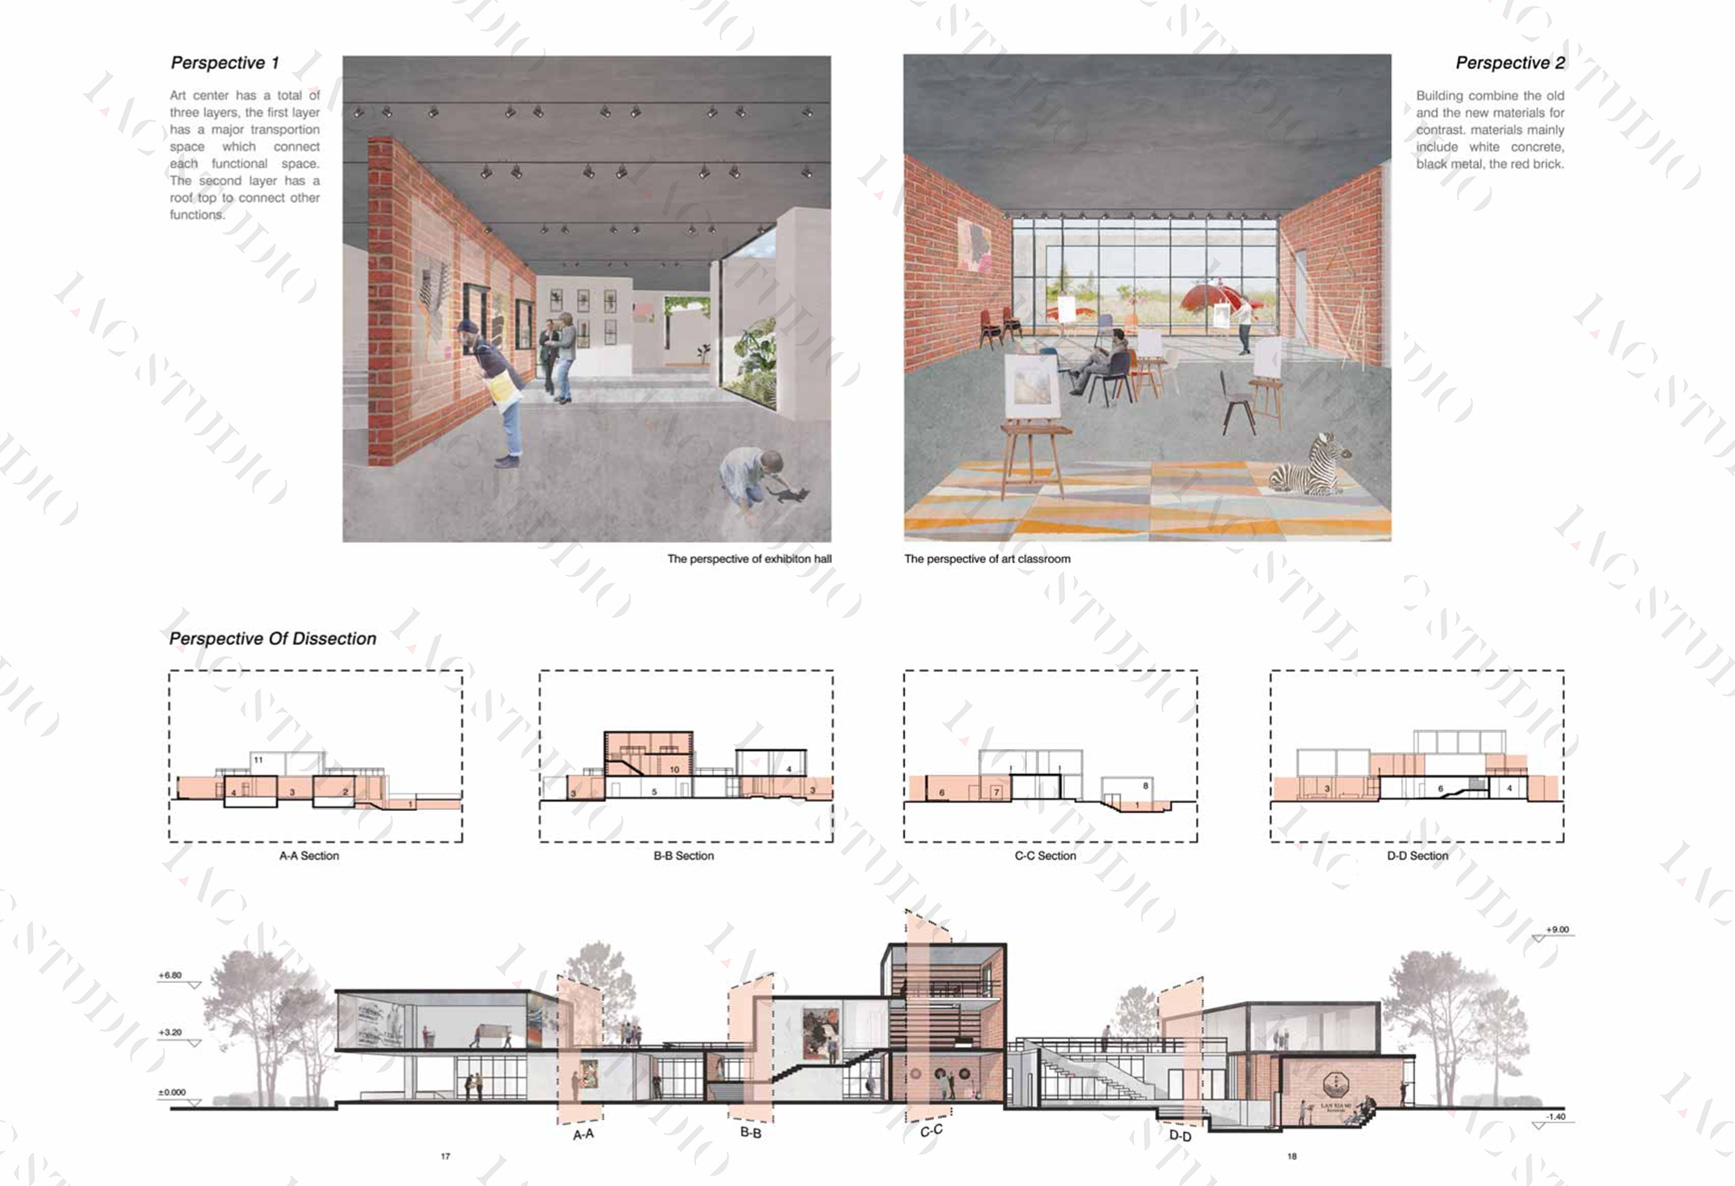 Perspective 1
Art center has a total of
three layers, the first layer
has a major transportion
space which connect
each functional space.
The second layer has a
roof top to connect other
functions.
Perspective 2
Building combine the old
and the new materials for
contrast. materials mainly
include white concrete,
black metal, the red brick.
The perspective of exhibiton hall
The perspective of art classroom
Perspective Of Dissection
11
4 3 2 1
A-A Section
10 4
3 5 3
B-B Section
6 7 8 1
C-C Section
3 6 4
D-D Section
+6.80
+3.20
±0.000
+9.00
-1.40
LAN XIA MI
A-A
B-B
C-C
D-D
17
18
LAC STUDIO